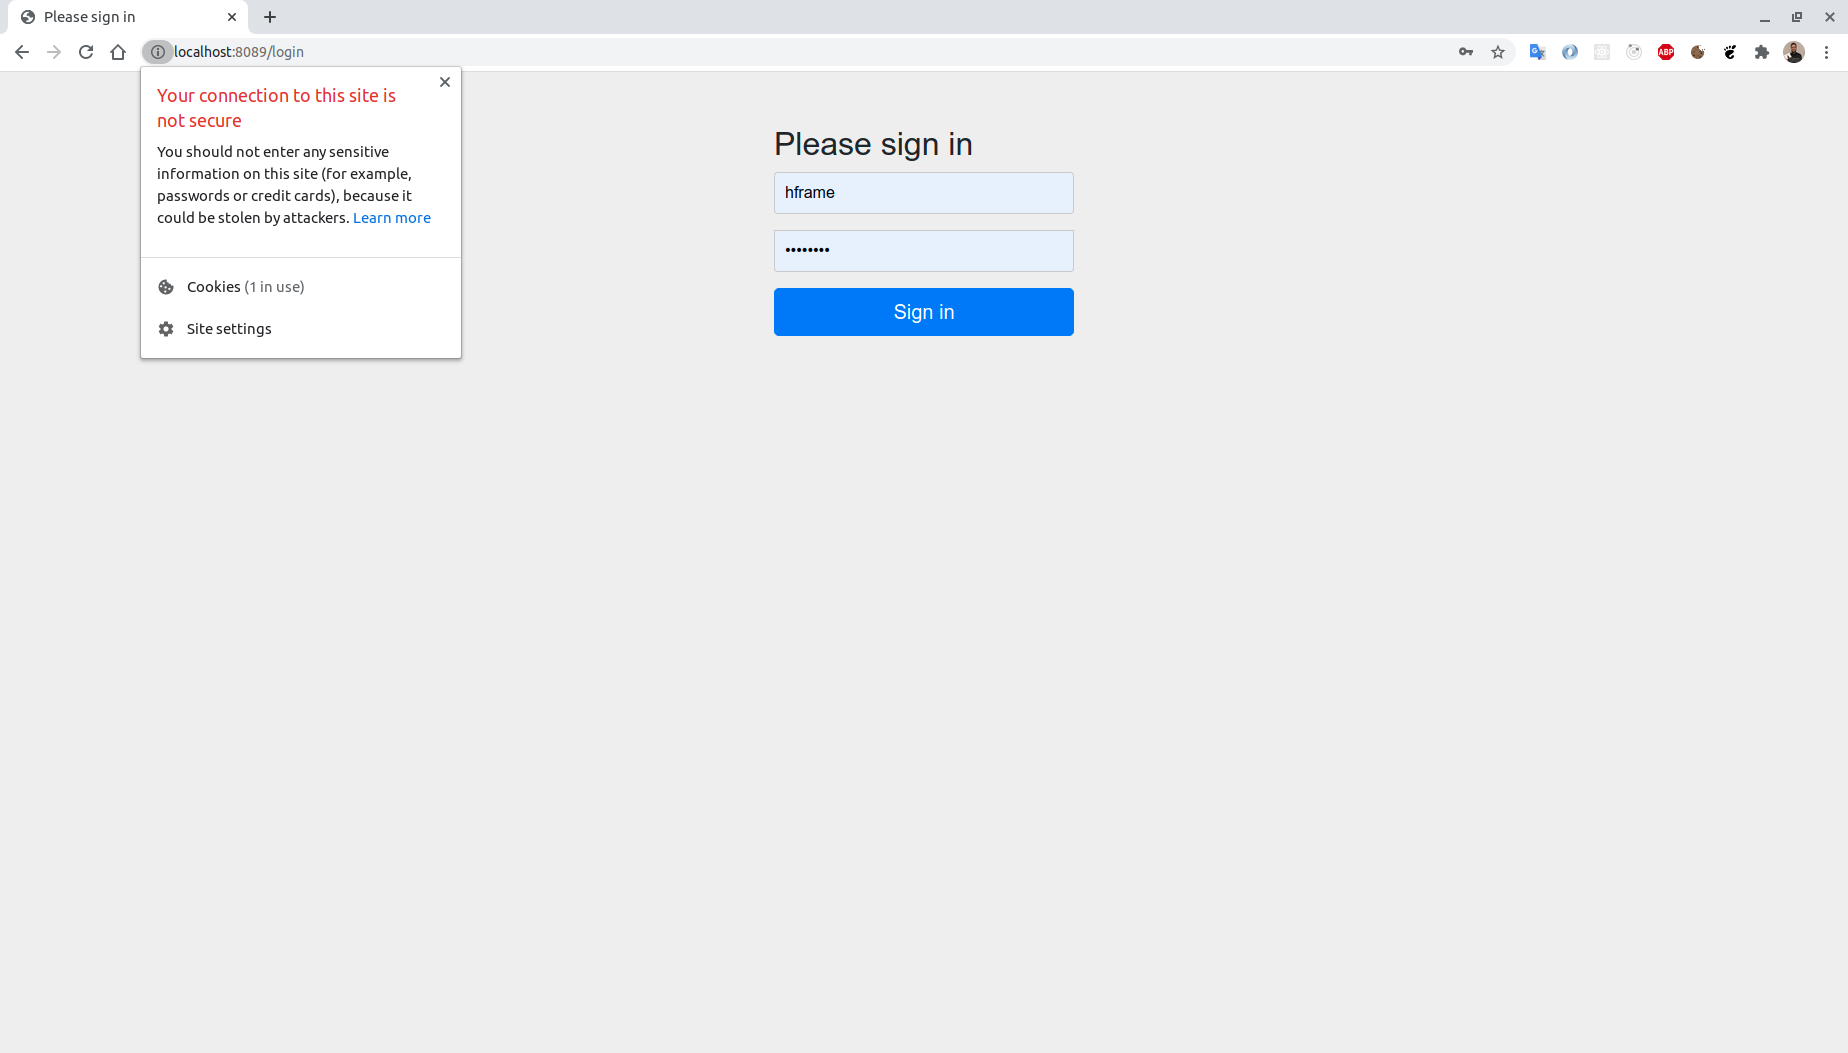 Please sign in
localhost:8089/login
ABP
Your connection to this site is
not secure
You should not enter any sensitive
information on this site (for example,
passwords or credit cards), because it
could be stolen by attackers. Learn more
Cookies (1 in use)
Site settings
Please sign in
hframe
••••••••
Sign in